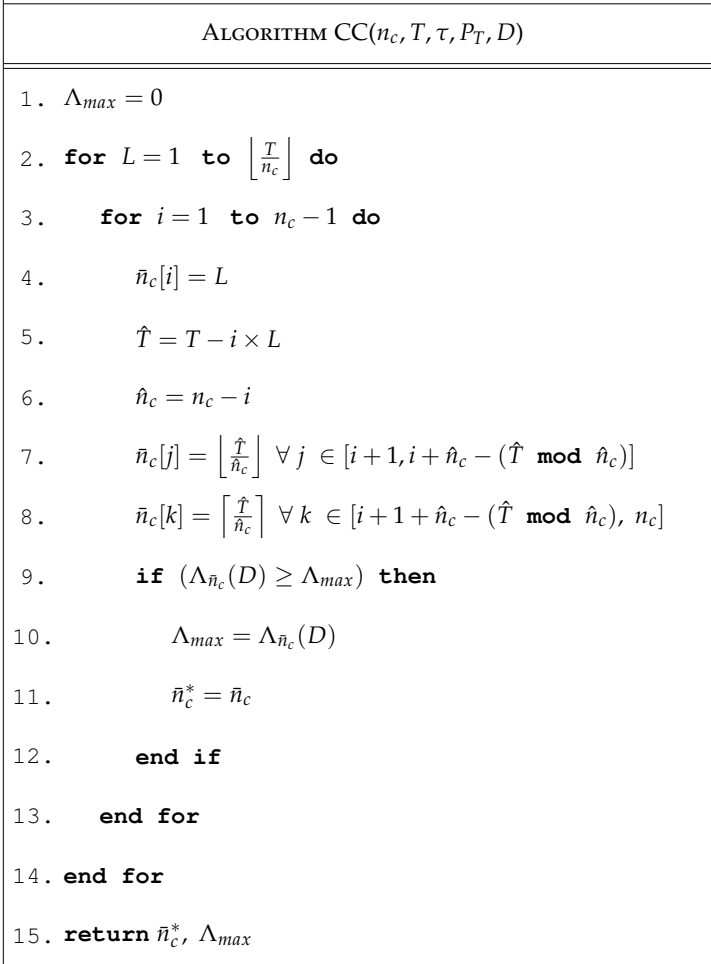 ALGORITHM CC(n_c, T, τ, P_T, D)
1. Λ_max = 0
2. for L = 1 to ⌊T/n_c⌋ do
3. for i = 1 to n_c − 1 do
4. n̄_c[i] = L
5. T̂ = T − i × L
6. n̂_c = n_c − i
7. n̄_c[j] = ⌊T̂/n̂_c⌋ ∀ j ∈ [i + 1, i + n̂_c − (T̂ mod n̂_c)]
8. n̄_c[k] = ⌈T̂/n̂_c⌉ ∀ k ∈ [i + 1 + n̂_c − (T̂ mod n̂_c), n_c]
9. if (Λ_n̄_c(D) ≥ Λ_max) then
10. Λ_max = Λ_n̄_c(D)
11. n̄*_c = n̄_c
12. end if
13. end for
14. end for
15. return n̄*_c, Λ_max